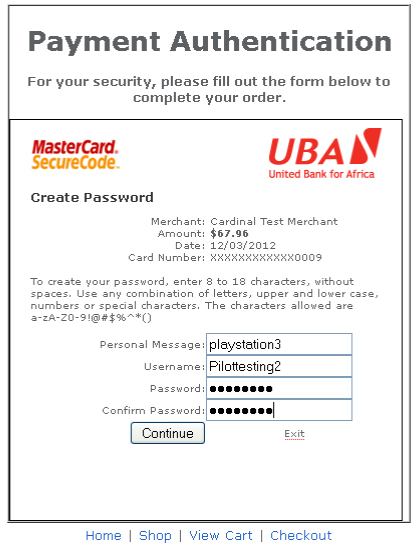 Payment Authentication
For your security, please fill out the form below to
complete your order.
MasterCard.
SecureCode.
UBA
United Bank for Africa
Create Password
Merchant: Cardinal Test Merchant
Amount: $67.96
Date: 12/03/2012
Card Number: XXXXXXXXXXXX0009
To create your password, enter 8 to 18 characters, without
spaces. Use any combination of letters, upper and lower case,
numbers or special characters. The characters allowed are
a-zA-Z0-9!@#$%^*()
Personal Message: playstation3
Username: Pilottesting2
Password: ●●●●●●●●
Confirm Password: ●●●●●●●●
Continue Exit
Home | Shop | View Cart | Checkout